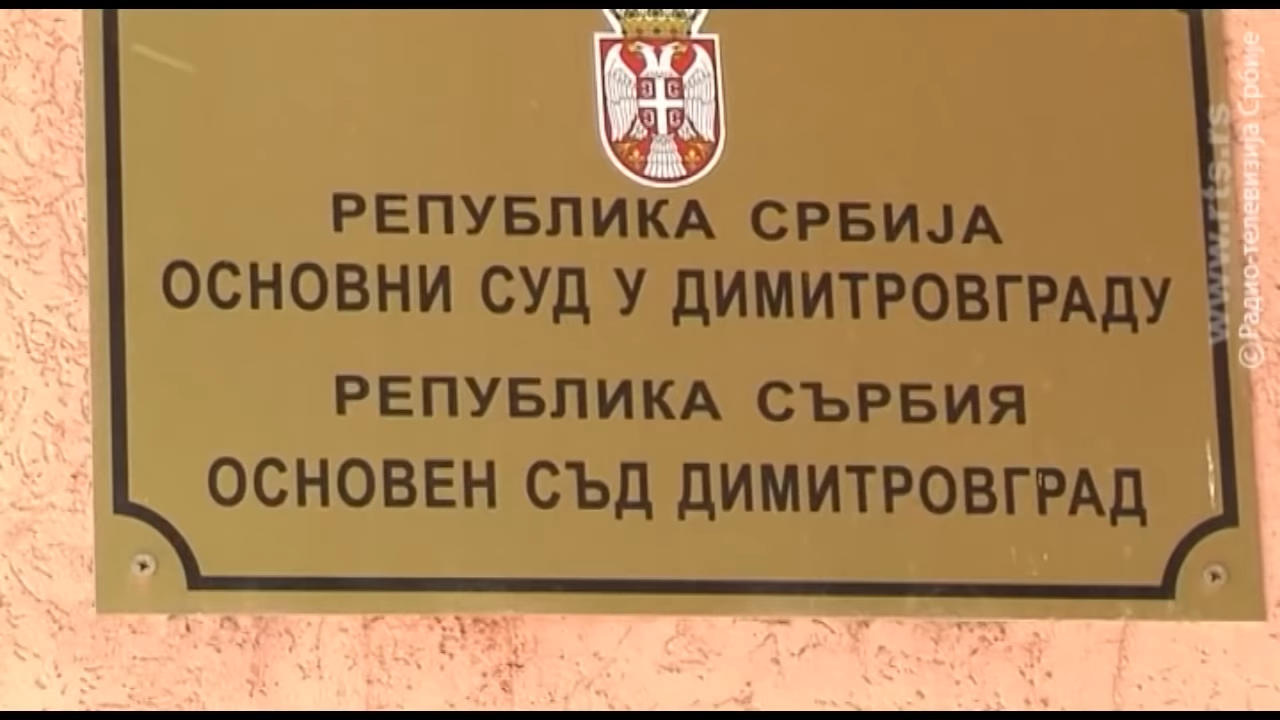 РЕПУБЛИКА СРБИЈА
ОСНОВНИ СУД У ДИМИТРОВГРАДУ
РЕПУБЛИКА СЪРБИЯ
ОСНОВЕН СЪД ДИМИТРОВГРАД
www.rts.rs
© Радио-телевизија Србије